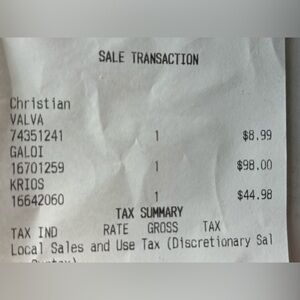 SALE TRANSACTION
Christian
VALVA
74351241 1 $8.99
GALOI
16701259 1 $98.00
KRIOS
16642060 1 $44.98
TAX SUMMARY
TAX IND RATE GROSS TAX
Local Sales and Use Tax (Discretionary Sal